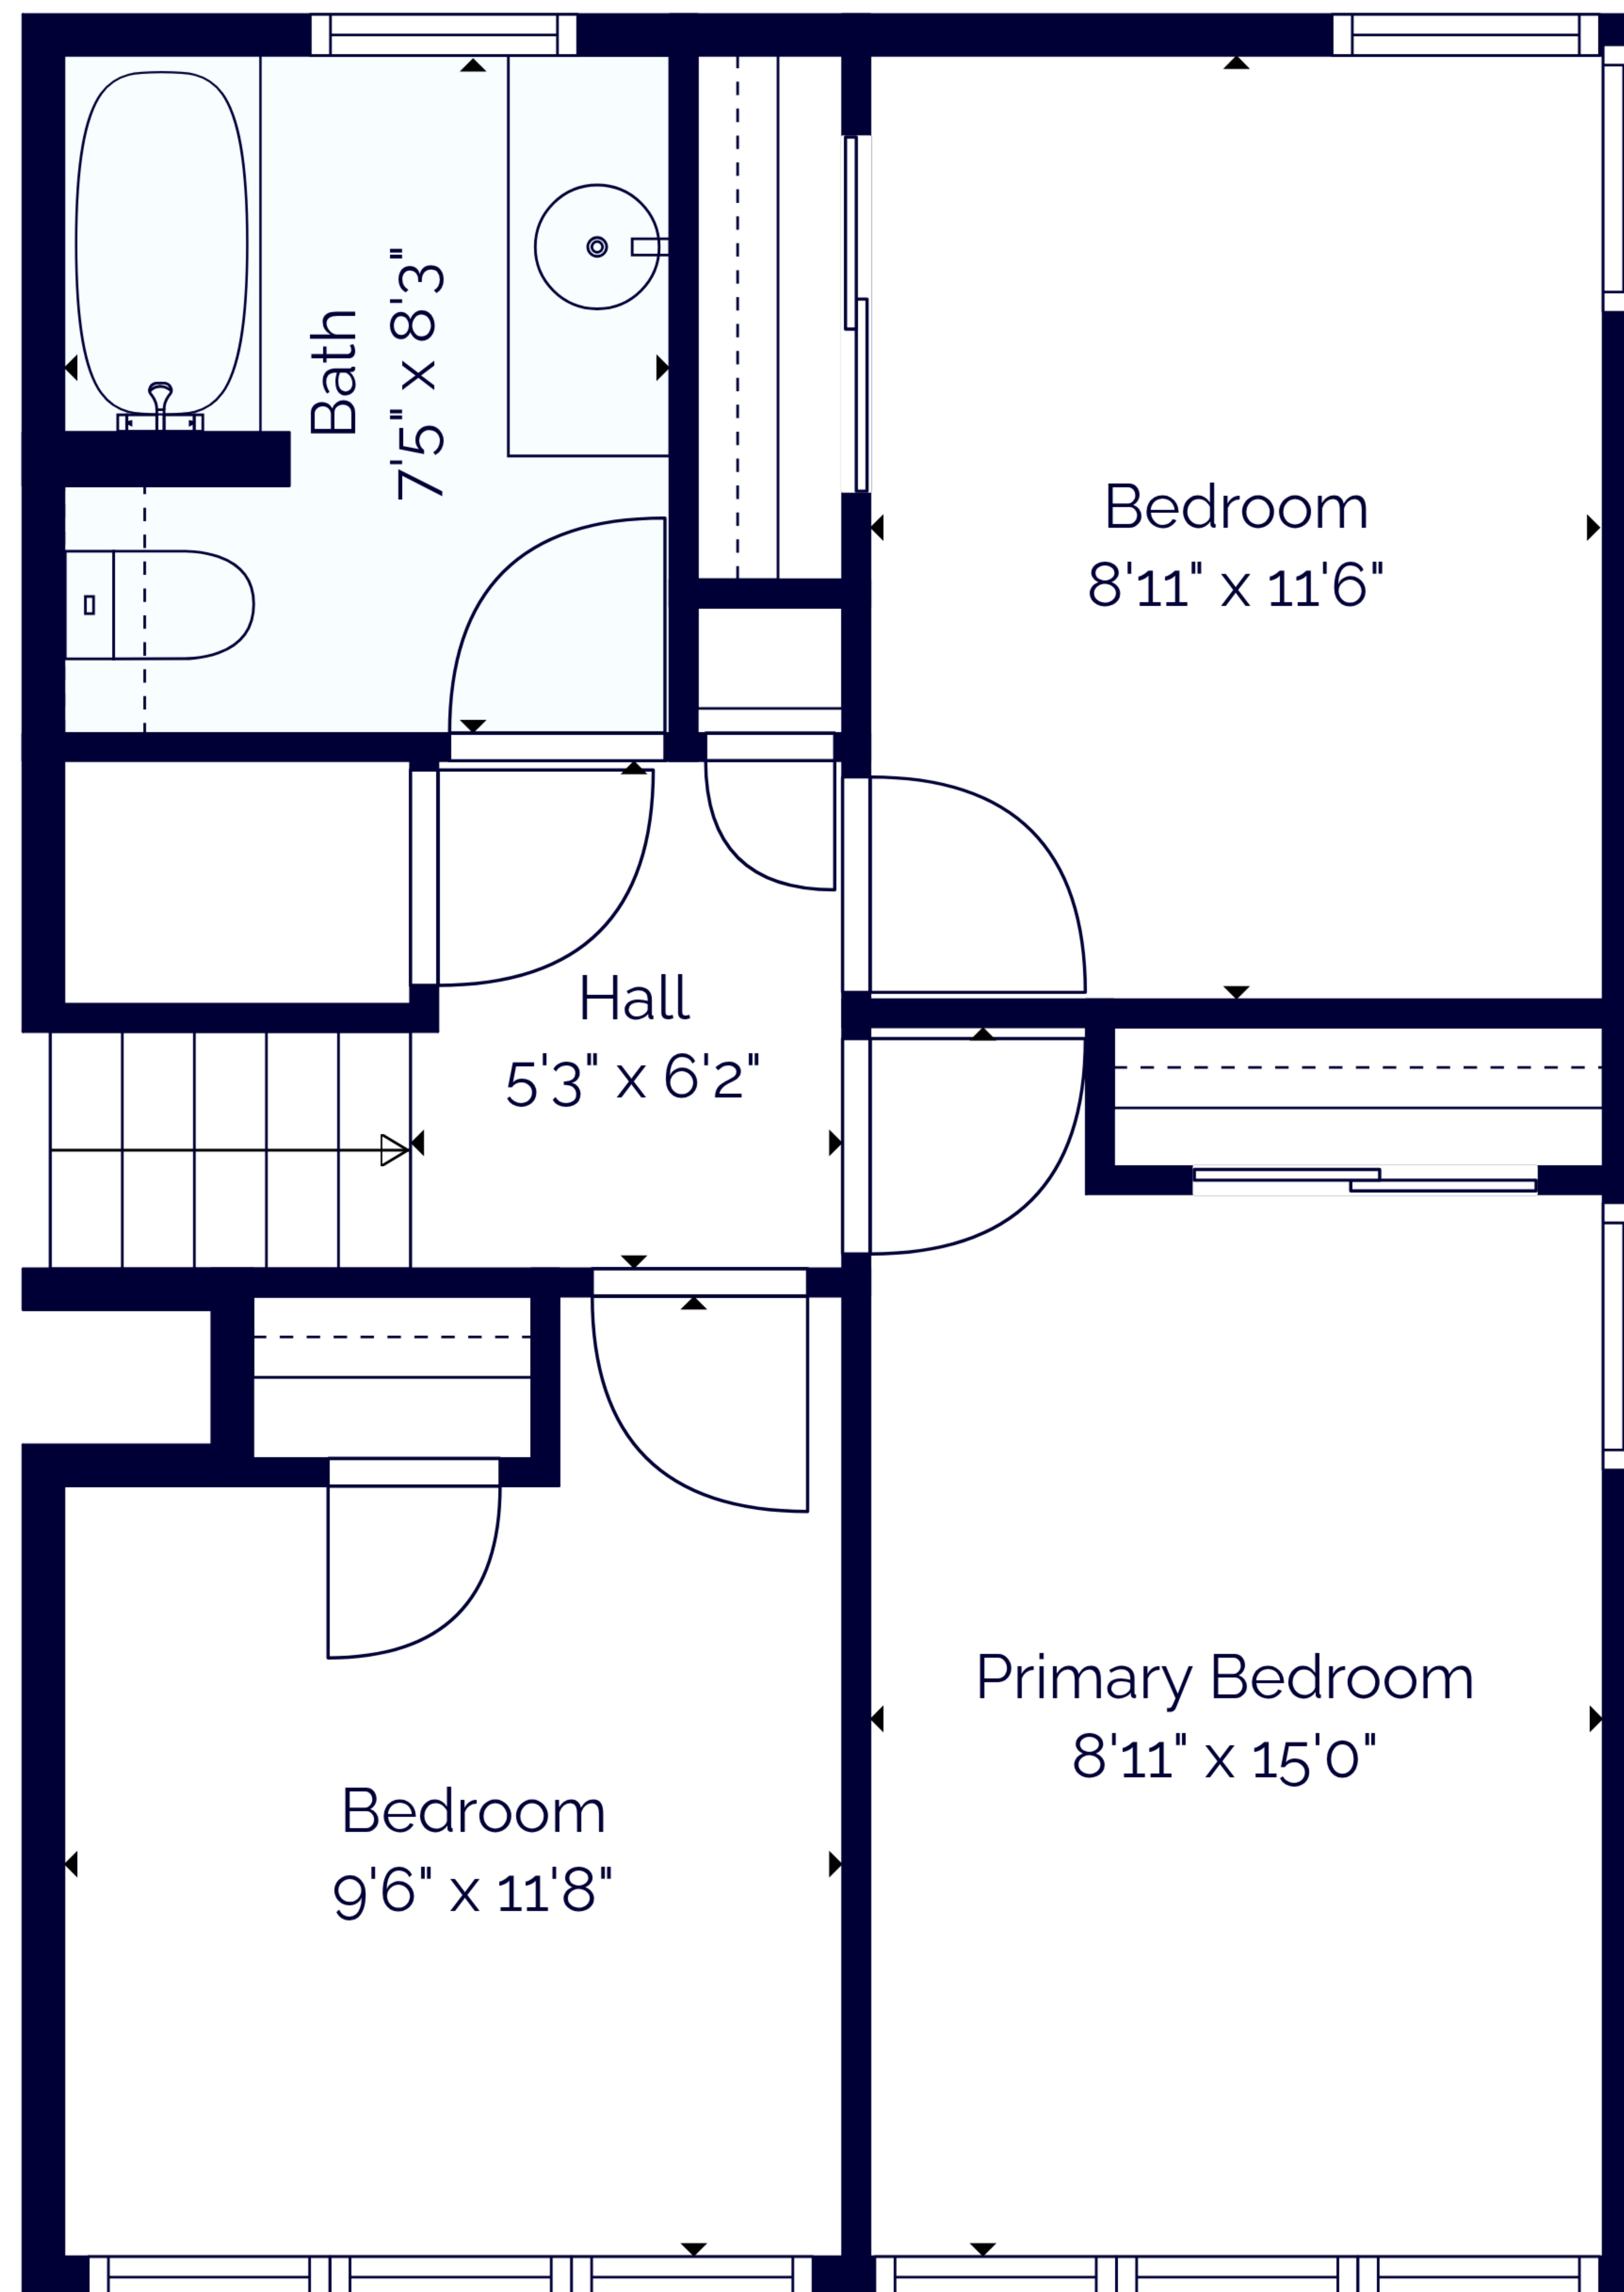 Bath
7'5" x 8'3"
Bedroom
8'11" x 11'6"
Hall
5'3" x 6'2"
Primary Bedroom
8'11" x 15'0"
Bedroom
9'6" x 11'8"